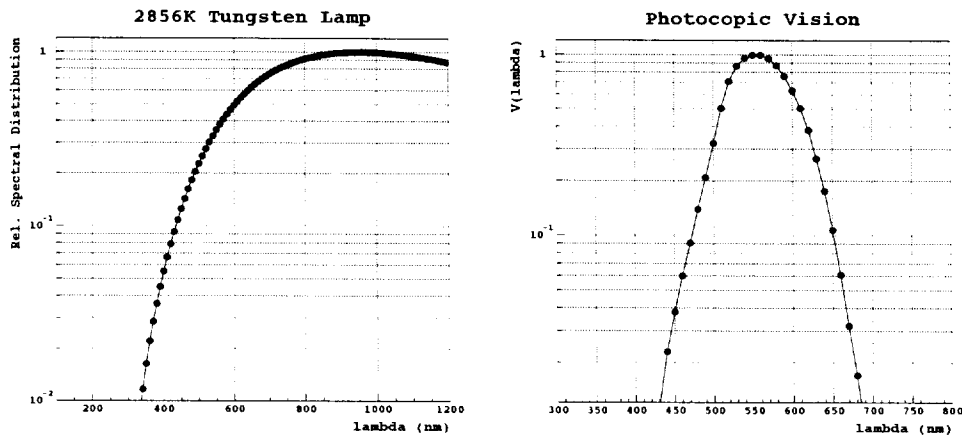 2856K Tungsten Lamp
Rel. Spectral Distribution
1
10-1
10-2
200 400 600 800 1000 1200
lambda (nm)
Photocopic Vision
V(lambda)
1
10-1
300 350 400 450 500 550 600 650 700 750 800
lambda (nm)